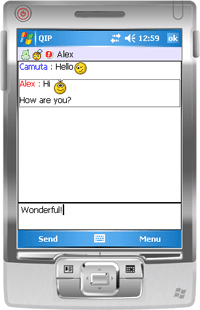 QIP 12:59 ok
Alex
Camuta : Hello
Alex : Hi
How are you?
Wonderful!!
Send Menu